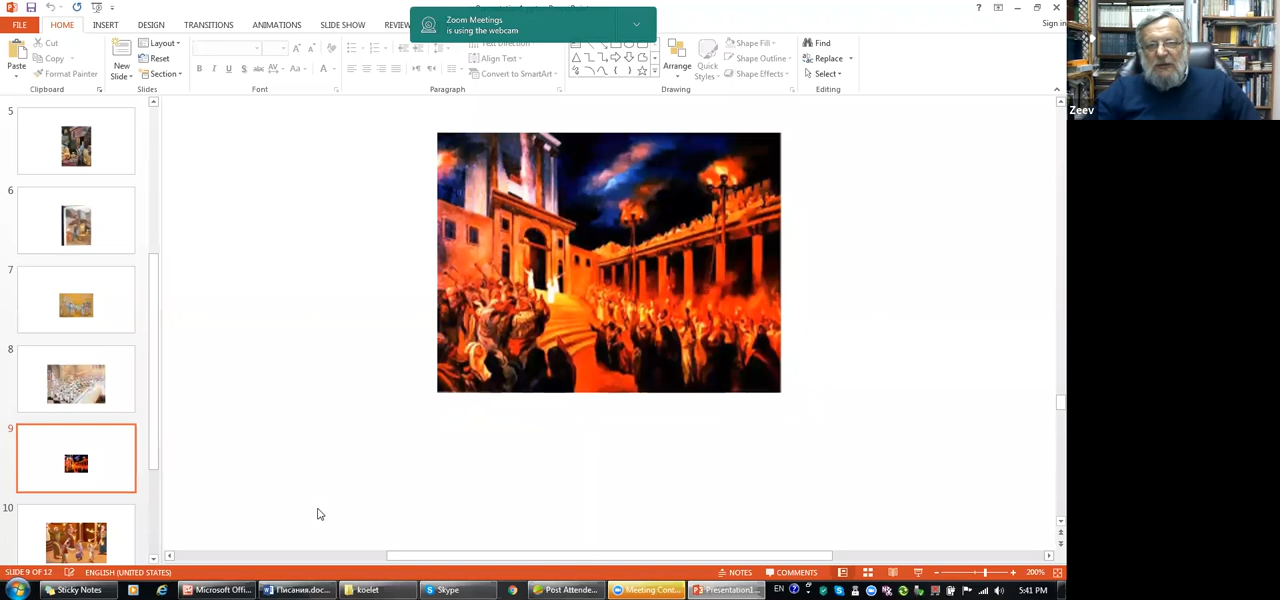 Zoom Meetings
is using the webcam
Sign in
FILE HOME INSERT DESIGN TRANSITIONS ANIMATIONS SLIDE SHOW
Paste
Cut
Copy
Format Painter
Clipboard
New
Slide
Layout
Reset
Section
Slides
Font
Text Direction
Align Text
Convert to SmartArt
Paragraph
Arrange
Quick
Styles
Shape Fill
Shape Outline
Shape Effects
Drawing
Find
Replace
Select
Editing
Zeev
5
6
7
8
9
10
SLIDE 9 OF 12 ENGLISH (UNITED STATES) NOTES COMMENTS 200%
Sticky Notes Microsoft Offi... Писания.doc... koelet Skype Post Attende... Meeting Cont... Presentation1... EN 5:41 PM